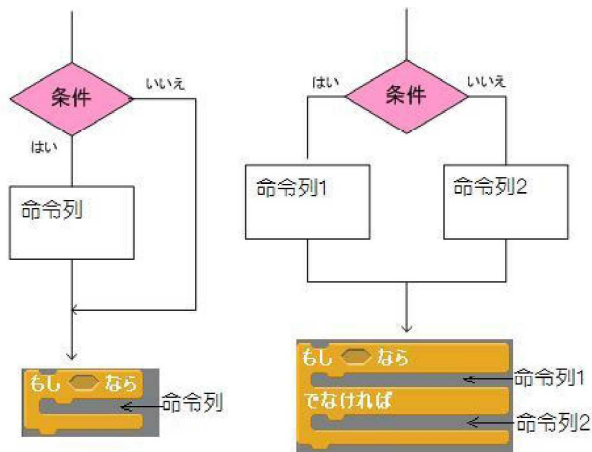 条件
いいえ
はい
命令列
もし なら
命令列
条件
はい
いいえ
命令列1
命令列2
もし なら
命令列1
でなければ
命令列2